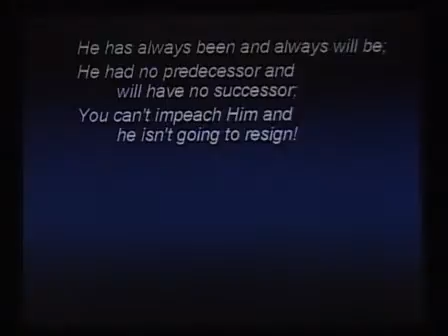 He has always been and always will be;
He had no predecessor and
will have no successor;
You can't impeach Him and
he isn't going to resign!